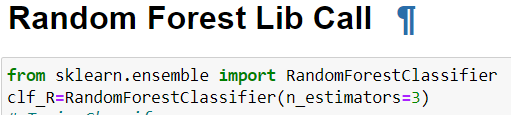 Random Forest Lib Call ¶
from sklearn.ensemble import RandomForestClassifier
clf_R=RandomForestClassifier(n_estimators=3)